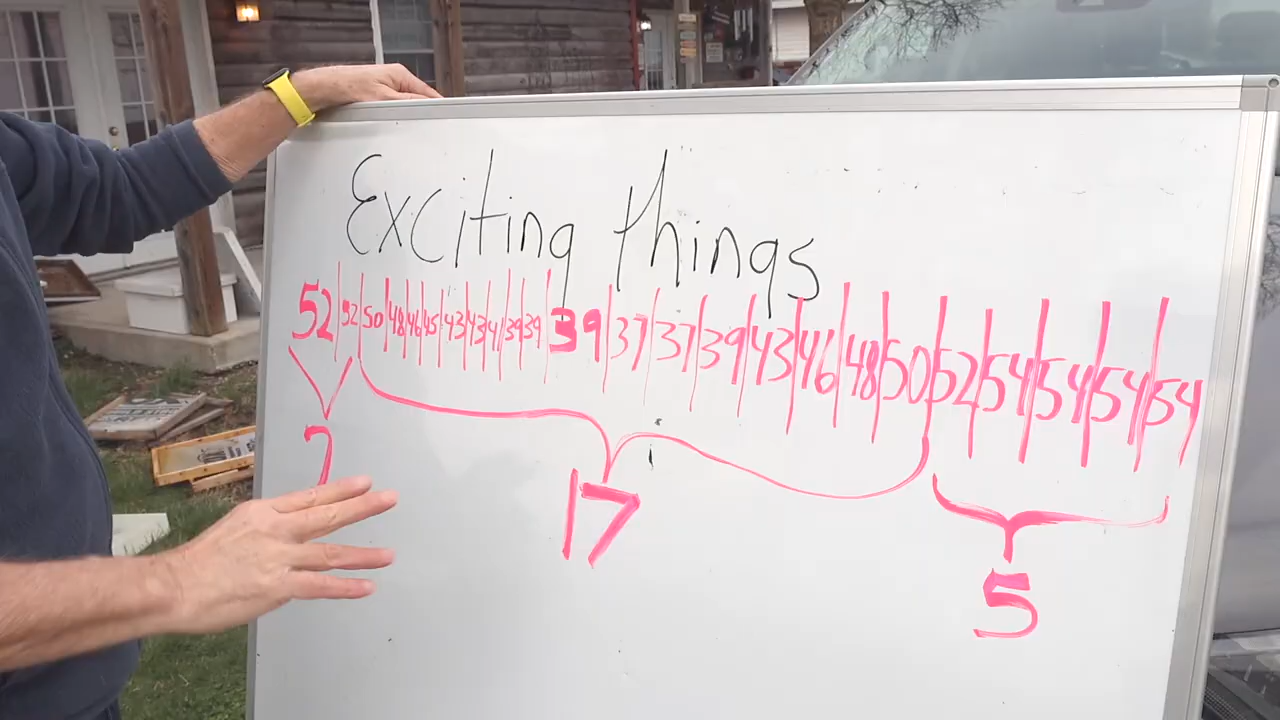 Exciting things
52 | 52 | 50 | 48 | 46 | 45 | 43 | 43 | 41 | 39 | 39 | 39 | 37 | 37 | 39 | 43 | 46 | 48 | 50 | 52 | 54 | 54 | 54 | 54
2
17
5